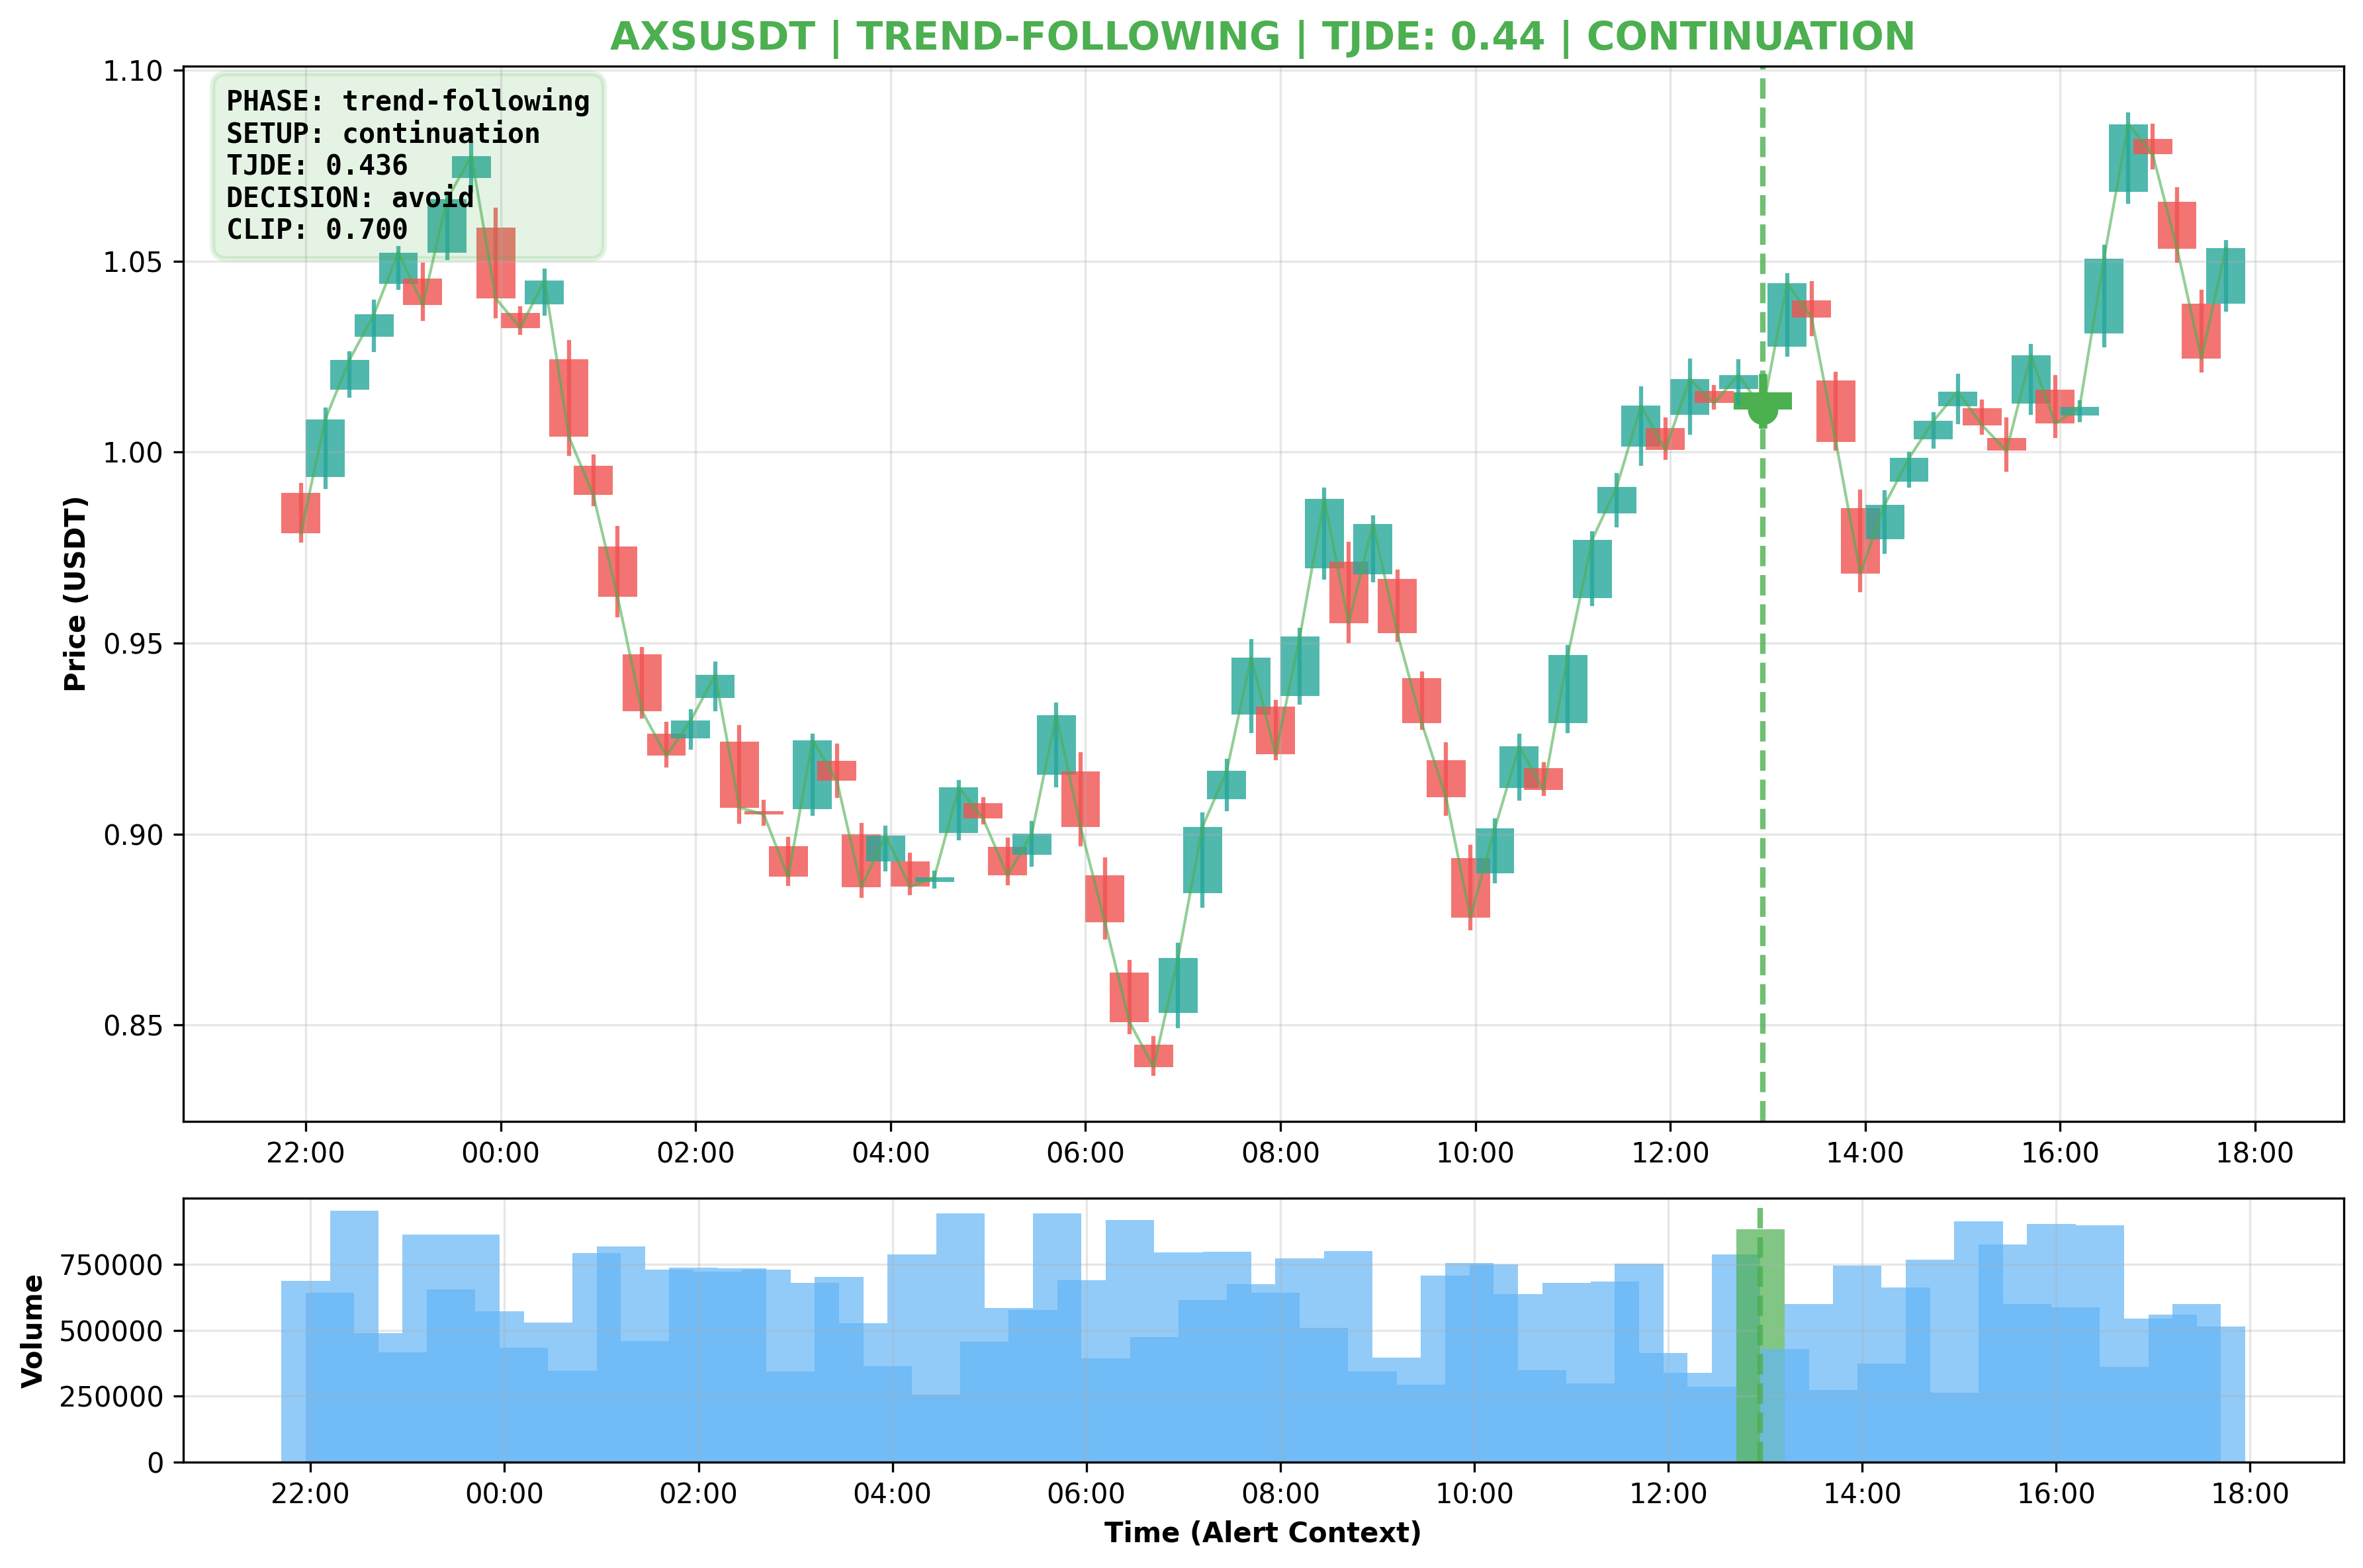 AXSUSDT | TREND-FOLLOWING | TJDE: 0.44 | CONTINUATION
PHASE: trend-following
SETUP: continuation
TJDE: 0.436
DECISION: avoid
CLIP: 0.700
Price (USDT)
1.10
1.05
1.00
0.95
0.90
0.85
22:00 00:00 02:00 04:00 06:00 08:00 10:00 12:00 14:00 16:00 18:00
Volume
750000
500000
250000
0
22:00 00:00 02:00 04:00 06:00 08:00 10:00 12:00 14:00 16:00 18:00
Time (Alert Context)